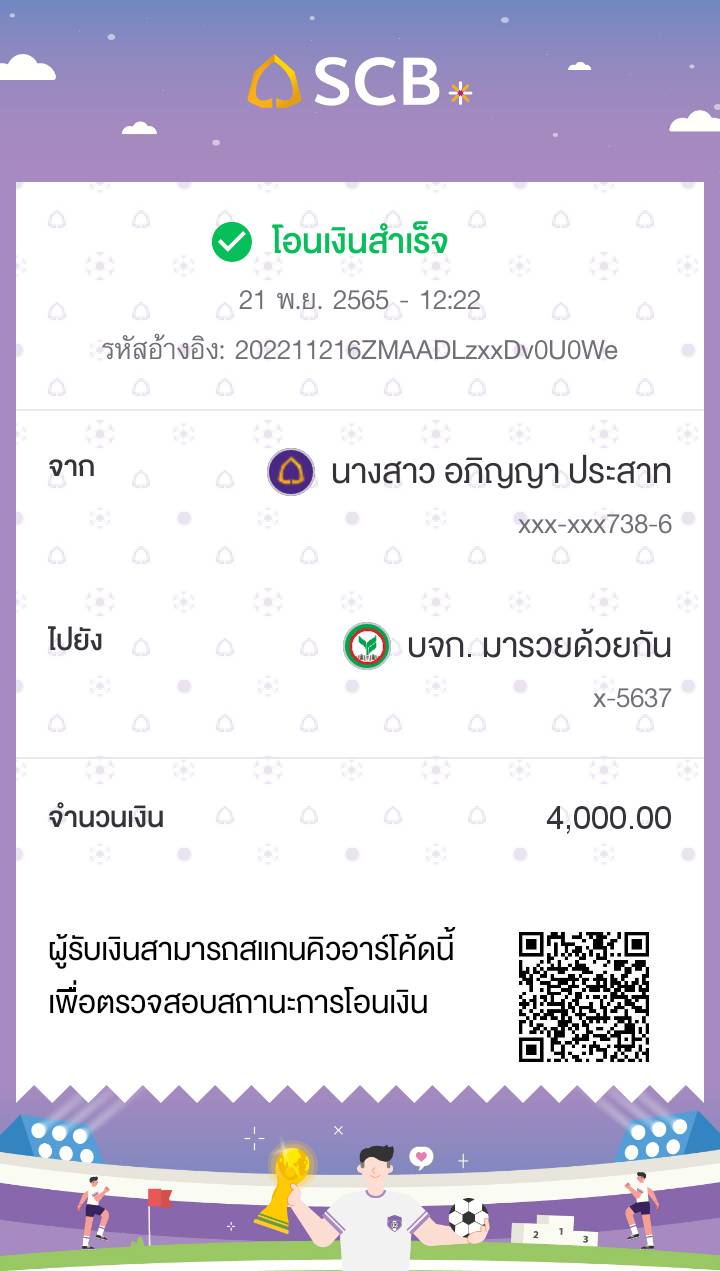 SCB
โอนเงินสำเร็จ
21 พ.ย. 2565 - 12:22
รหัสอ้างอิง: 202211216ZMAADLzxxDv0U0We
จาก
นางสาว อภิญญา ประสาท
xxx-xxx738-6
ไปยัง
บจก. มารวยด้วยกัน
x-5637
จำนวนเงิน 4,000.00
ผู้รับเงินสามารถสแกนคิวอาร์โค้ดนี้
เพื่อตรวจสอบสถานะการโอนเงิน
2 1 3